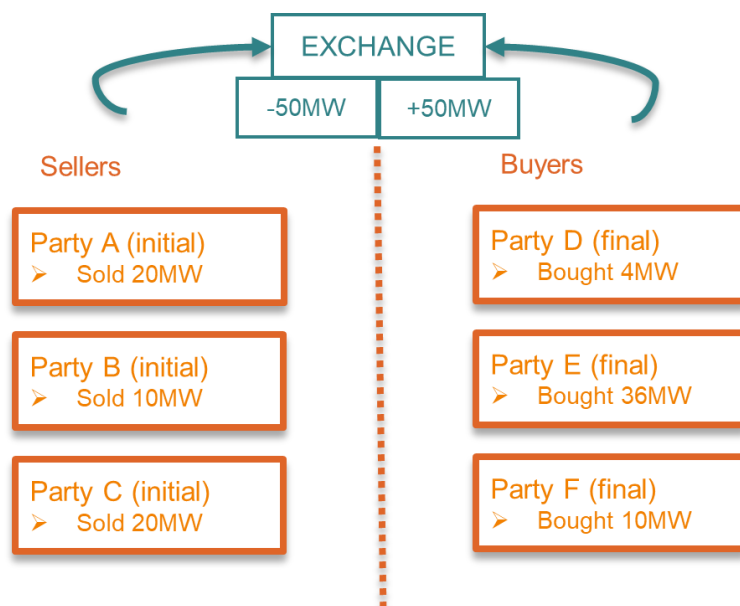 EXCHANGE
-50MW
+50MW
Sellers
Buyers
Party A (initial)
➢ Sold 20MW
Party D (final)
➢ Bought 4MW
Party B (initial)
➢ Sold 10MW
Party E (final)
➢ Bought 36MW
Party C (initial)
➢ Sold 20MW
Party F (final)
➢ Bought 10MW